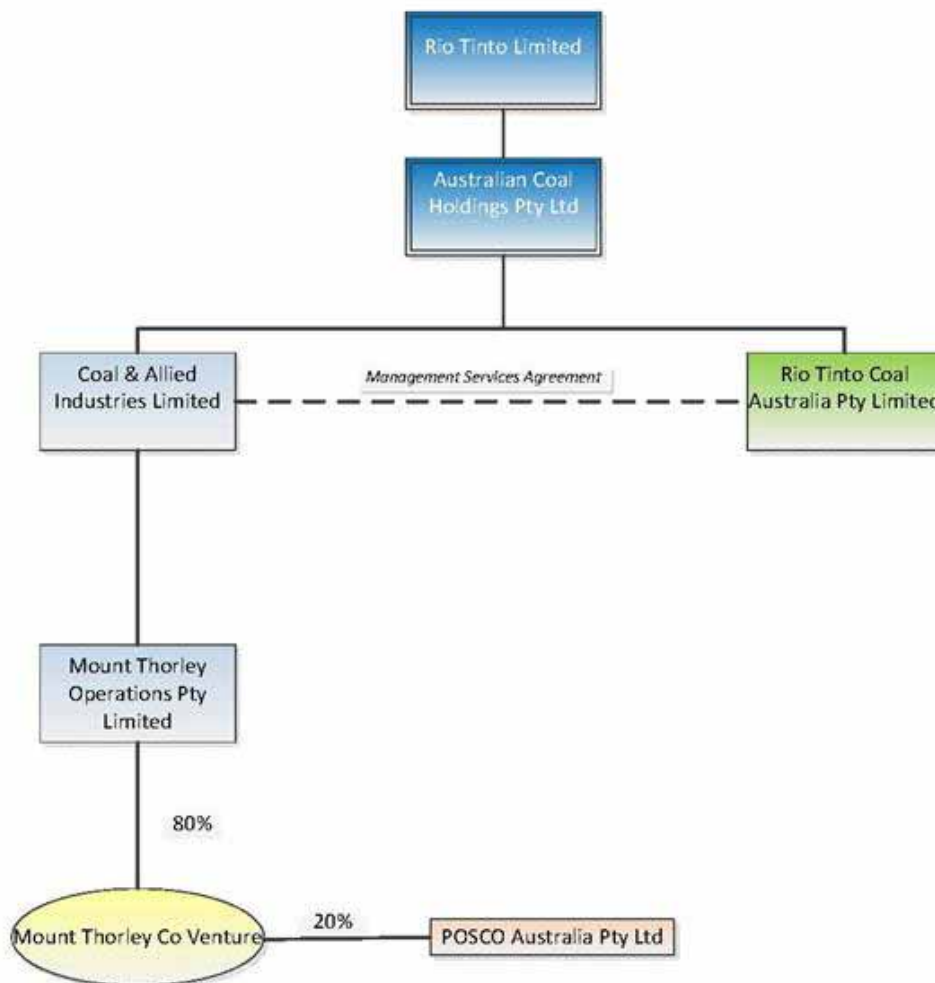 Rio Tinto Limited
Australian Coal
Holdings Pty Ltd
Coal & Allied
Industries Limited
Management Services Agreement
Rio Tinto Coal
Australia Pty Limited
Mount Thorley
Operations Pty
Limited
80%
Mount Thorley Co Venture
20%
POSCO Australia Pty Ltd